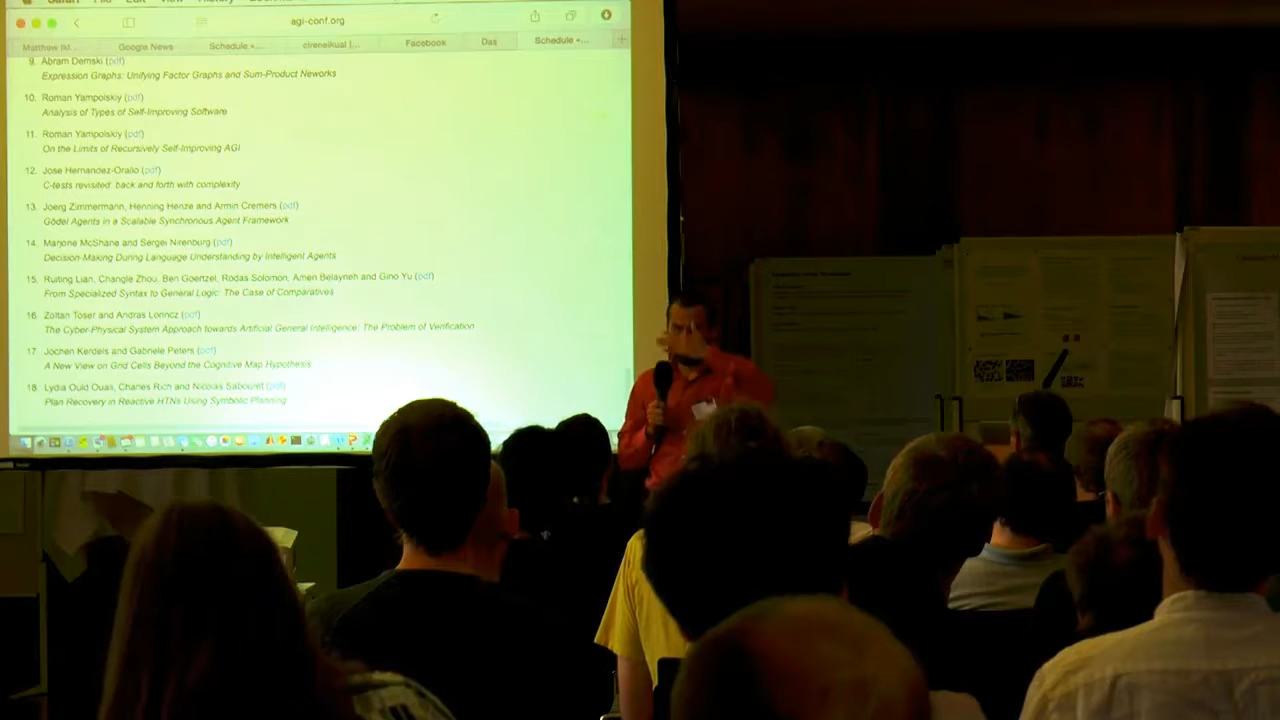 Safari File Edit View History
agi-conf.org
Google News Schedule «... cireneikual |... Facebook Das Schedule «...
9. Abram Demski (pdf)
Expression Graphs: Unifying Factor Graphs and Sum-Product Neworks
10. Roman Yampolskiy (pdf)
Analysis of Types of Self-Improving Software
11. Roman Yampolskiy (pdf)
On the Limits of Recursively Self-Improving AGI
12. Jose Hernandez-Orallo (pdf)
C-tests revisited: back and forth with complexity
13. Joerg Zimmermann, Henning Henze and Armin Cremers (pdf)
Gödel Agents in a Scalable Synchronous Agent Framework
14. Marjorie McShane and Sergei Nirenburg (pdf)
Decision-Making During Language Understanding by Intelligent Agents
15. Ruiting Lian, Changle Zhou, Ben Goertzel, Rodas Solomon, Amen Belayneh and Gino Yu (pdf)
From Specialized Syntax to General Logic: The Case of Comparatives
16. Zoltan Toser and Andras Lorincz (pdf)
The Cyber-Physical System Approach towards Artificial General Intelligence: The Problem of Verification
17. Jochen Kerdels and Gabriele Peters (pdf)
A New View on Grid Cells Beyond the Cognitive Map Hypothesis
18. Lydia Ould Ouali, Charles Rich and Nicolas Sabouret (pdf)
Plan Recovery in Reactive HTNs Using Symbolic Planning